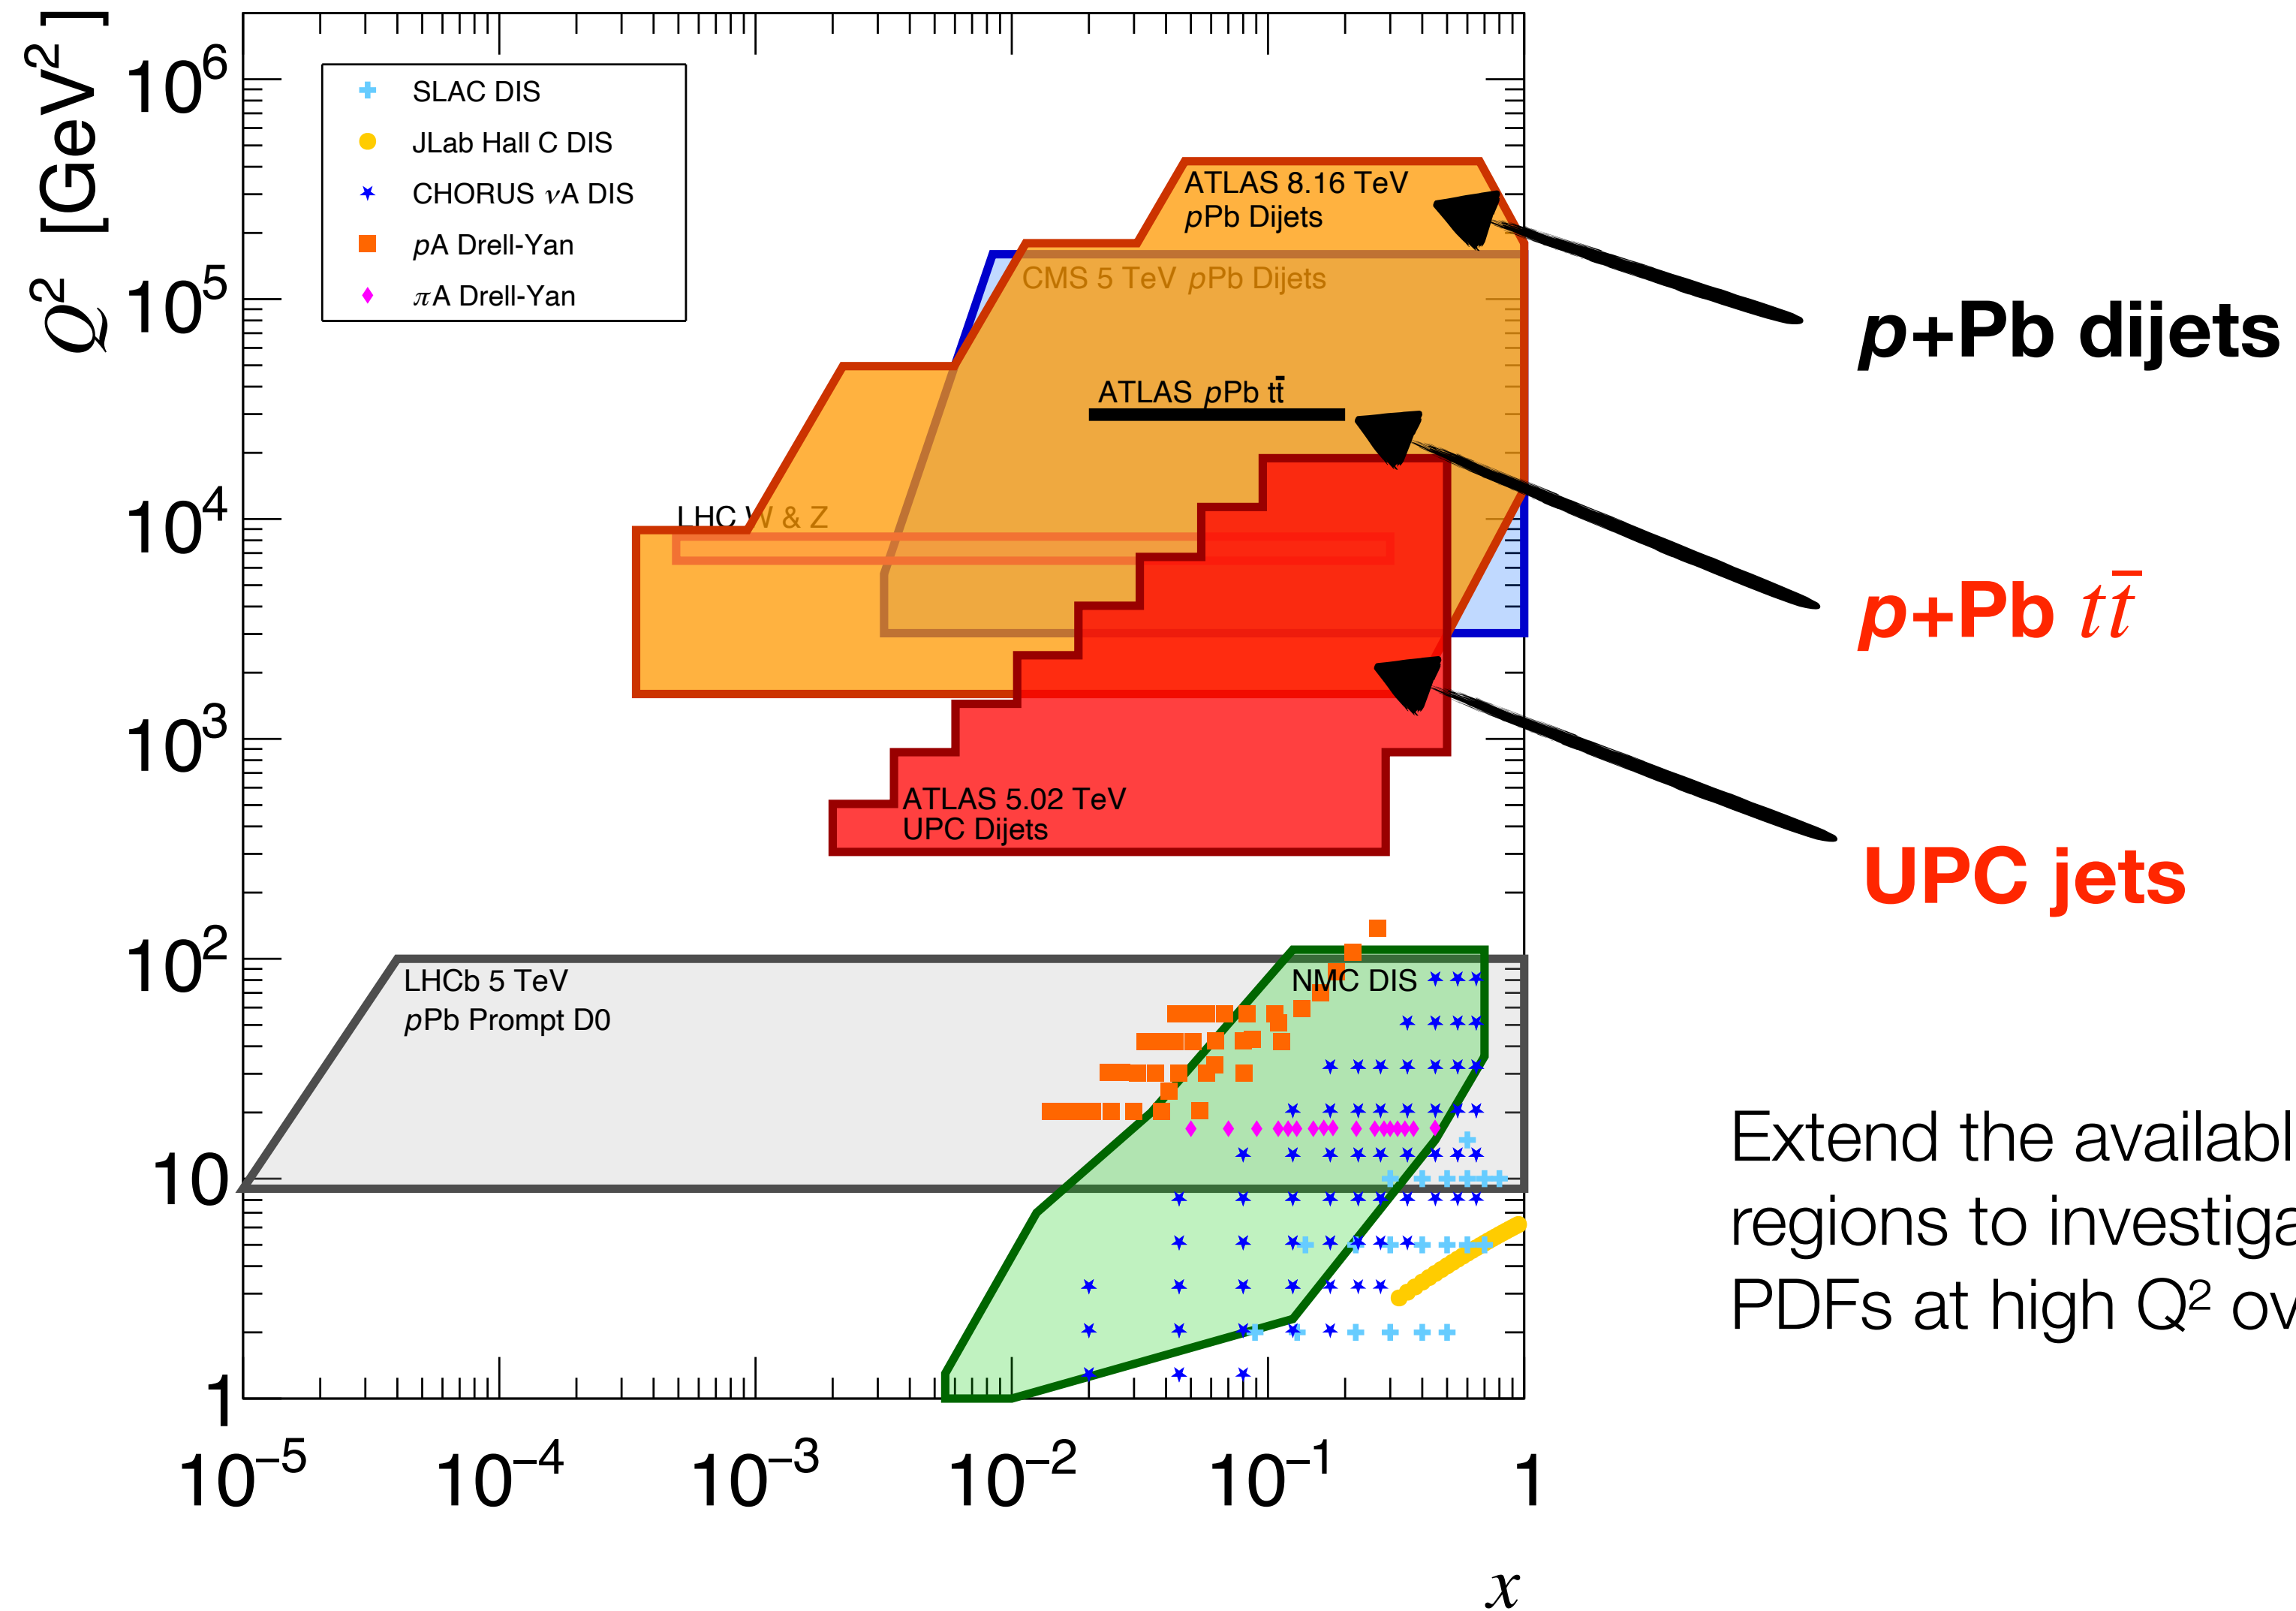 Q² [GeV²]
10⁶
10⁵
10⁴
10³
10²
10
1
SLAC DIS
JLab Hall C DIS
CHORUS νA DIS
pA Drell-Yan
πA Drell-Yan
ATLAS 8.16 TeV
pPb Dijets
CMS 5 TeV pPb Dijets
ATLAS pPb tt̄
LHC W & Z
ATLAS 5.02 TeV
UPC Dijets
LHCb 5 TeV
pPb Prompt D0
NMC DIS
10⁻⁵ 10⁻⁴ 10⁻³ 10⁻² 10⁻¹ 1
x
p+Pb dijets
p+Pb tt̄
UPC jets
Extend the
regions to
PDFs at high Q²